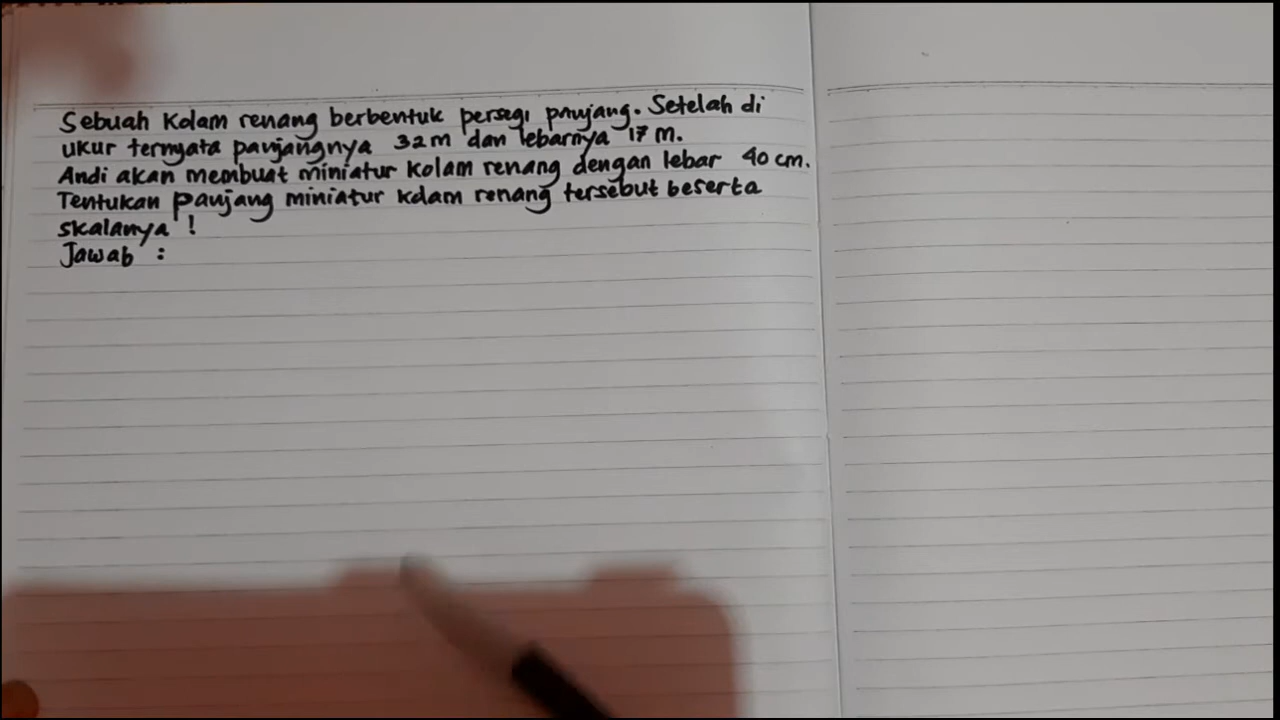 Sebuah kolam renang berbentuk persegi panjang. Setelah di
ukur ternyata panjangnya 32 m dan lebarnya 17 m.
Andi akan membuat miniatur kolam renang dengan lebar 40 cm.
Tentukan panjang miniatur kolam renang tersebut beserta
skalanya !
Jawab :